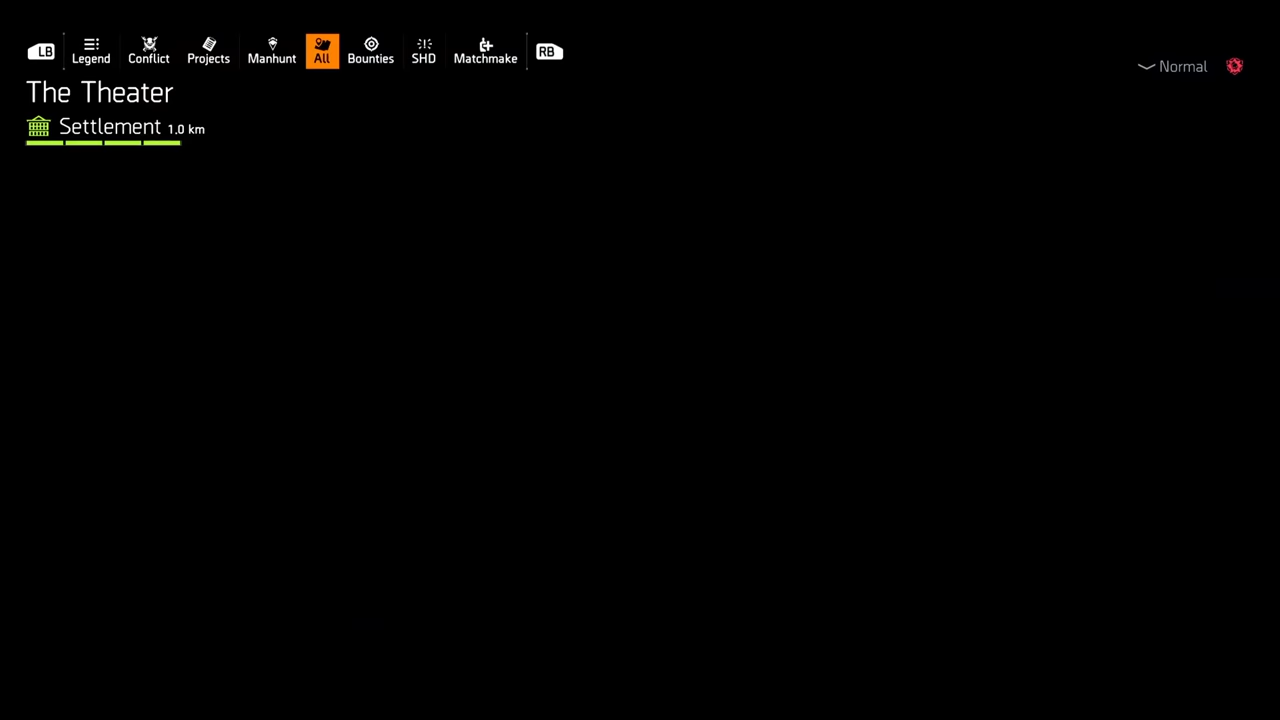 LB Legend Conflict Projects Manhunt All Bounties SHD Matchmake RB
Normal
The Theater
Settlement 1.0 km